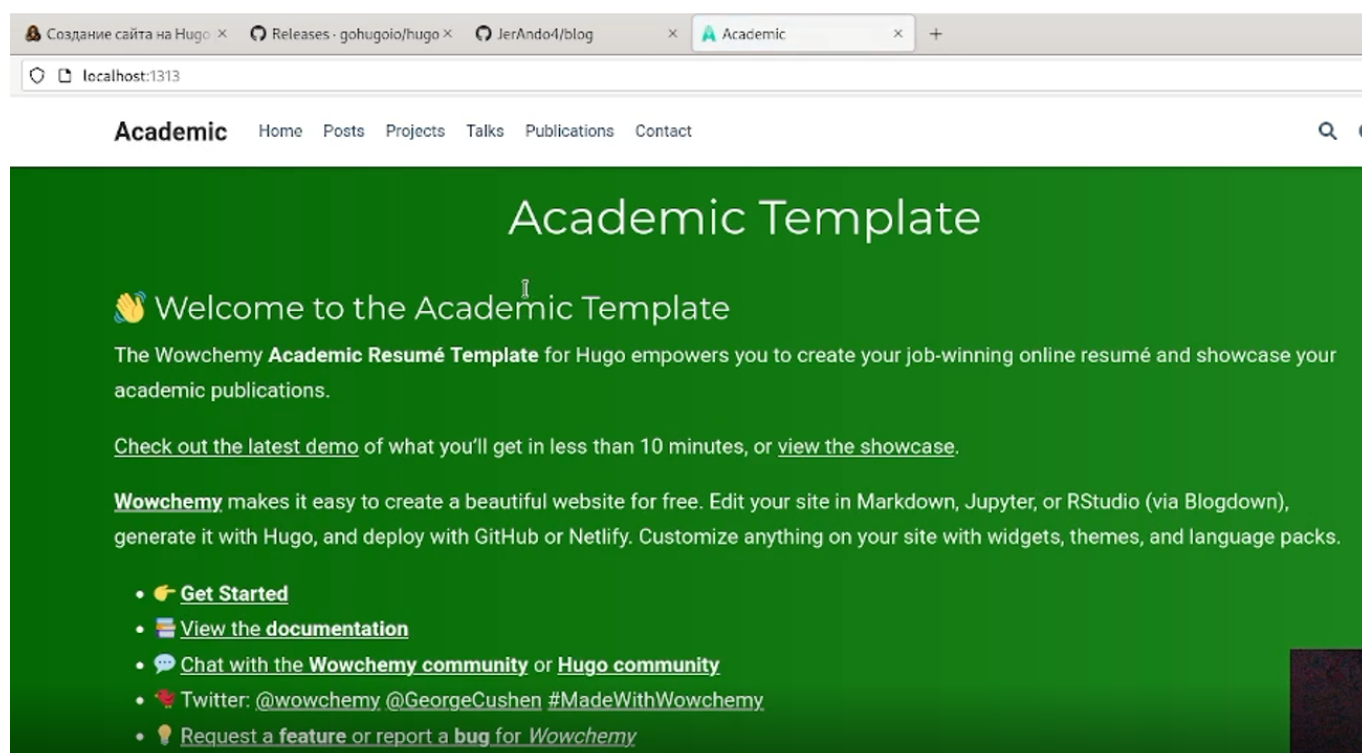 Создание сайта на Hugo
Releases · gohugoio/hugo
JerAndo4/blog
Academic
localhost:1313
Academic Home Posts Projects Talks Publications Contact
Academic Template
👋 Welcome to the Academic Template
The Wowchemy Academic Resumé Template for Hugo empowers you to create your job-winning online resumé and showcase your
academic publications.
Check out the latest demo of what you'll get in less than 10 minutes, or view the showcase.
Wowchemy makes it easy to create a beautiful website for free. Edit your site in Markdown, Jupyter, or RStudio (via Blogdown),
generate it with Hugo, and deploy with GitHub or Netlify. Customize anything on your site with widgets, themes, and language packs.
• 👉 Get Started
• 📚 View the documentation
• 💬 Chat with the Wowchemy community or Hugo community
• 🐦 Twitter: @wowchemy @GeorgeCushen #MadeWithWowchemy
• 💡 Request a feature or report a bug for Wowchemy